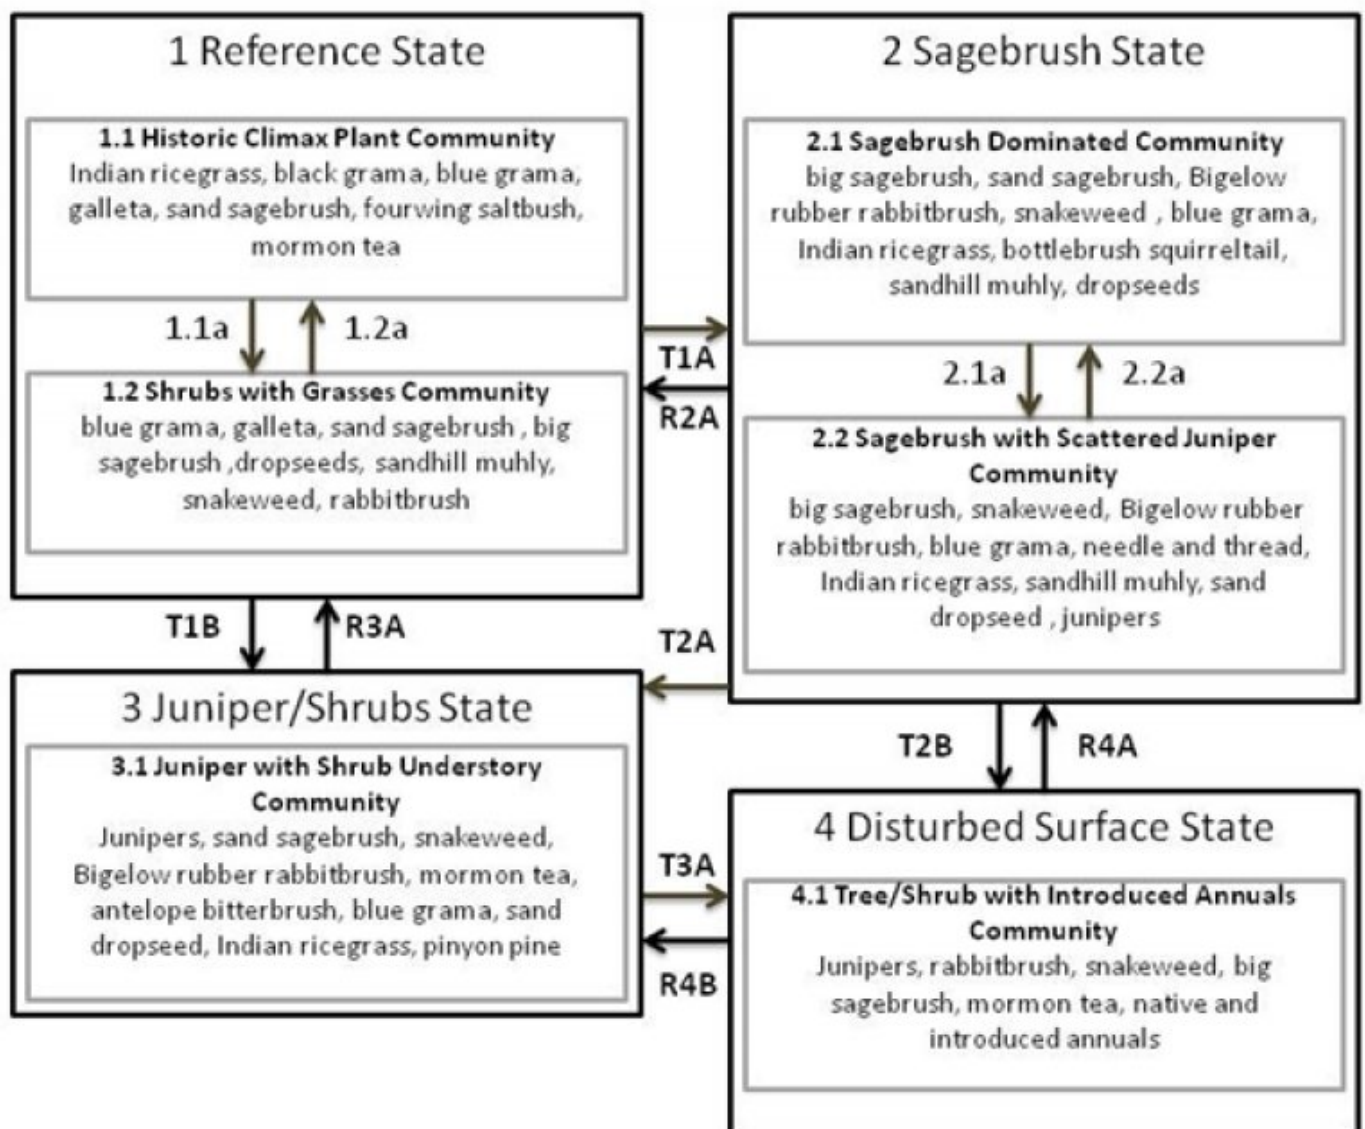 1 Reference State
1.1 Historic Climax Plant Community
Indian ricegrass, black grama, blue grama,
galleta, sand sagebrush, fourwing saltbush,
mormon tea
1.1a
1.2a
1.2 Shrubs with Grasses Community
blue grama, galleta, sand sagebrush , big
sagebrush ,dropseeds, sandhill muhly,
snakeweed, rabbitbrush
T1A
R2A
2 Sagebrush State
2.1 Sagebrush Dominated Community
big sagebrush, sand sagebrush, Bigelow
rubber rabbitbrush, snakeweed , blue grama,
Indian ricegrass, bottlebrush squirreltail,
sandhill muhly, dropseeds
2.1a
2.2a
2.2 Sagebrush with Scattered Juniper
Community
big sagebrush, snakeweed, Bigelow rubber
rabbitbrush, blue grama, needle and thread,
Indian ricegrass, sandhill muhly, sand
dropseed , junipers
T1B
R3A
T2A
T2B
R4A
3 Juniper/Shrubs State
3.1 Juniper with Shrub Understory
Community
Junipers, sand sagebrush, snakeweed,
Bigelow rubber rabbitbrush, mormon tea,
antelope bitterbrush, blue grama, sand
dropseed, Indian ricegrass, pinyon pine
T3A
R4B
4 Disturbed Surface State
4.1 Tree/Shrub with Introduced Annuals
Community
Junipers, rabbitbrush, snakeweed, big
sagebrush, mormon tea, native and
introduced annuals